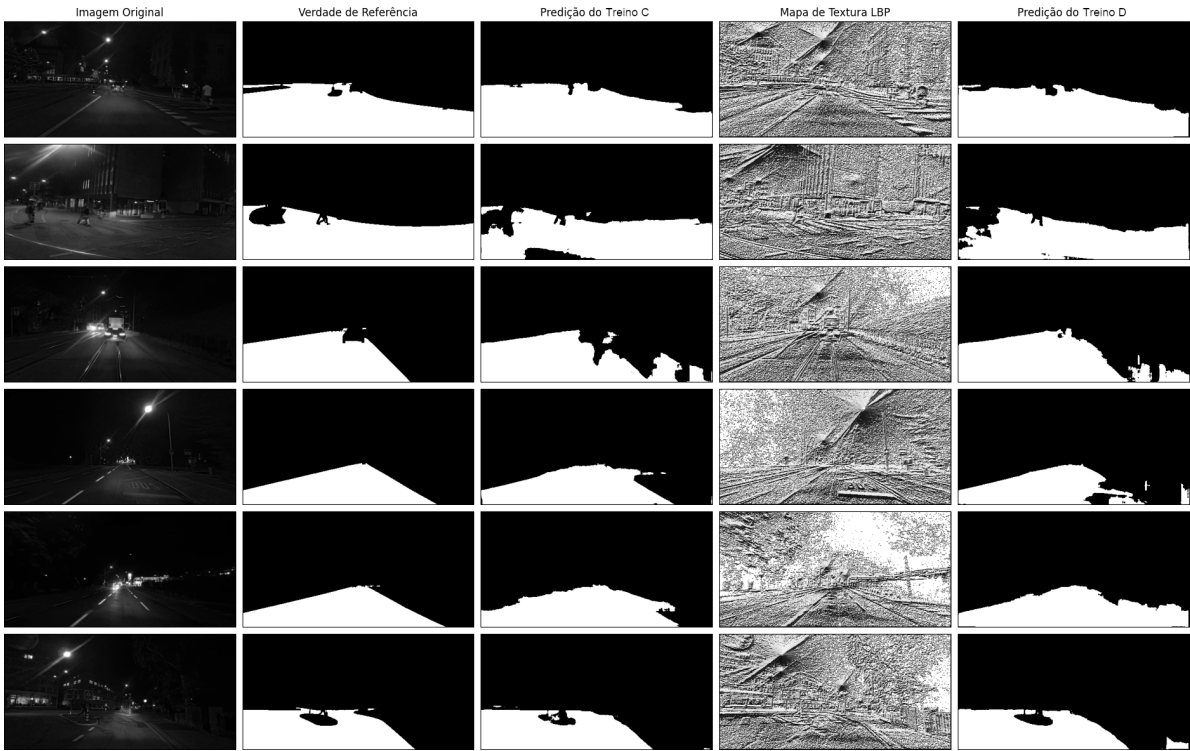 Imagem Original
Verdade de Referência
Predição do Treino C
Mapa de Textura LBP
Predição do Treino D